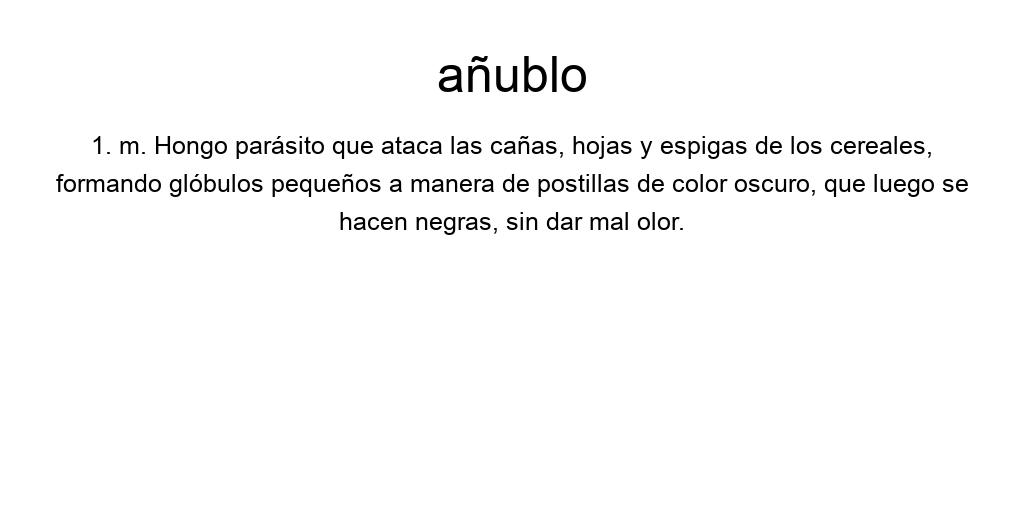 añublo
1. m. Hongo parásito que ataca las cañas, hojas y espigas de los cereales,
formando glóbulos pequeños a manera de postillas de color oscuro, que luego se
hacen negras, sin dar mal olor.